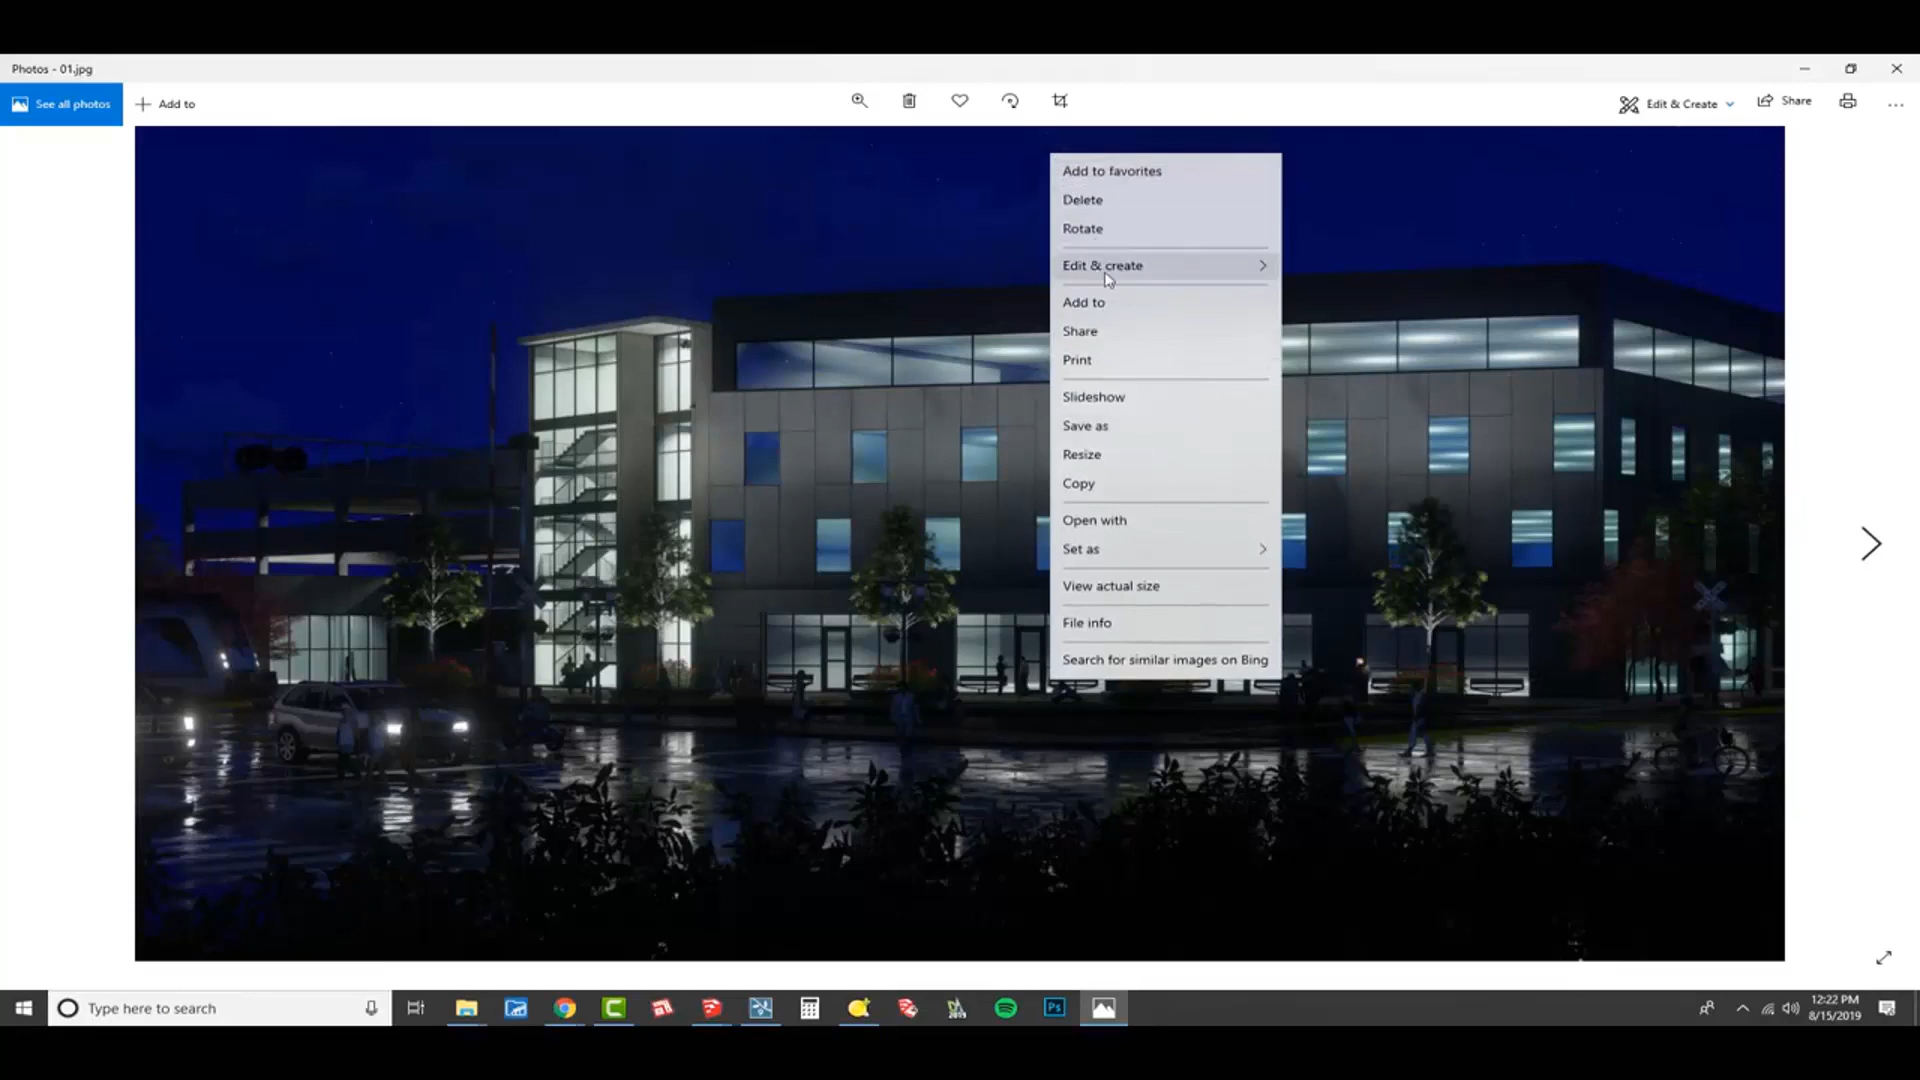 Photos - 01.jpg
See all photos
Add to
Edit & Create
Share
...
Add to favorites
Delete
Rotate
Edit & create
Add to
Share
Print
Slideshow
Save as
Resize
Copy
Open with
Set as
View actual size
File info
Search for similar images on Bing
Type here to search
C
2019
Ps
12:22 PM
8/15/2019